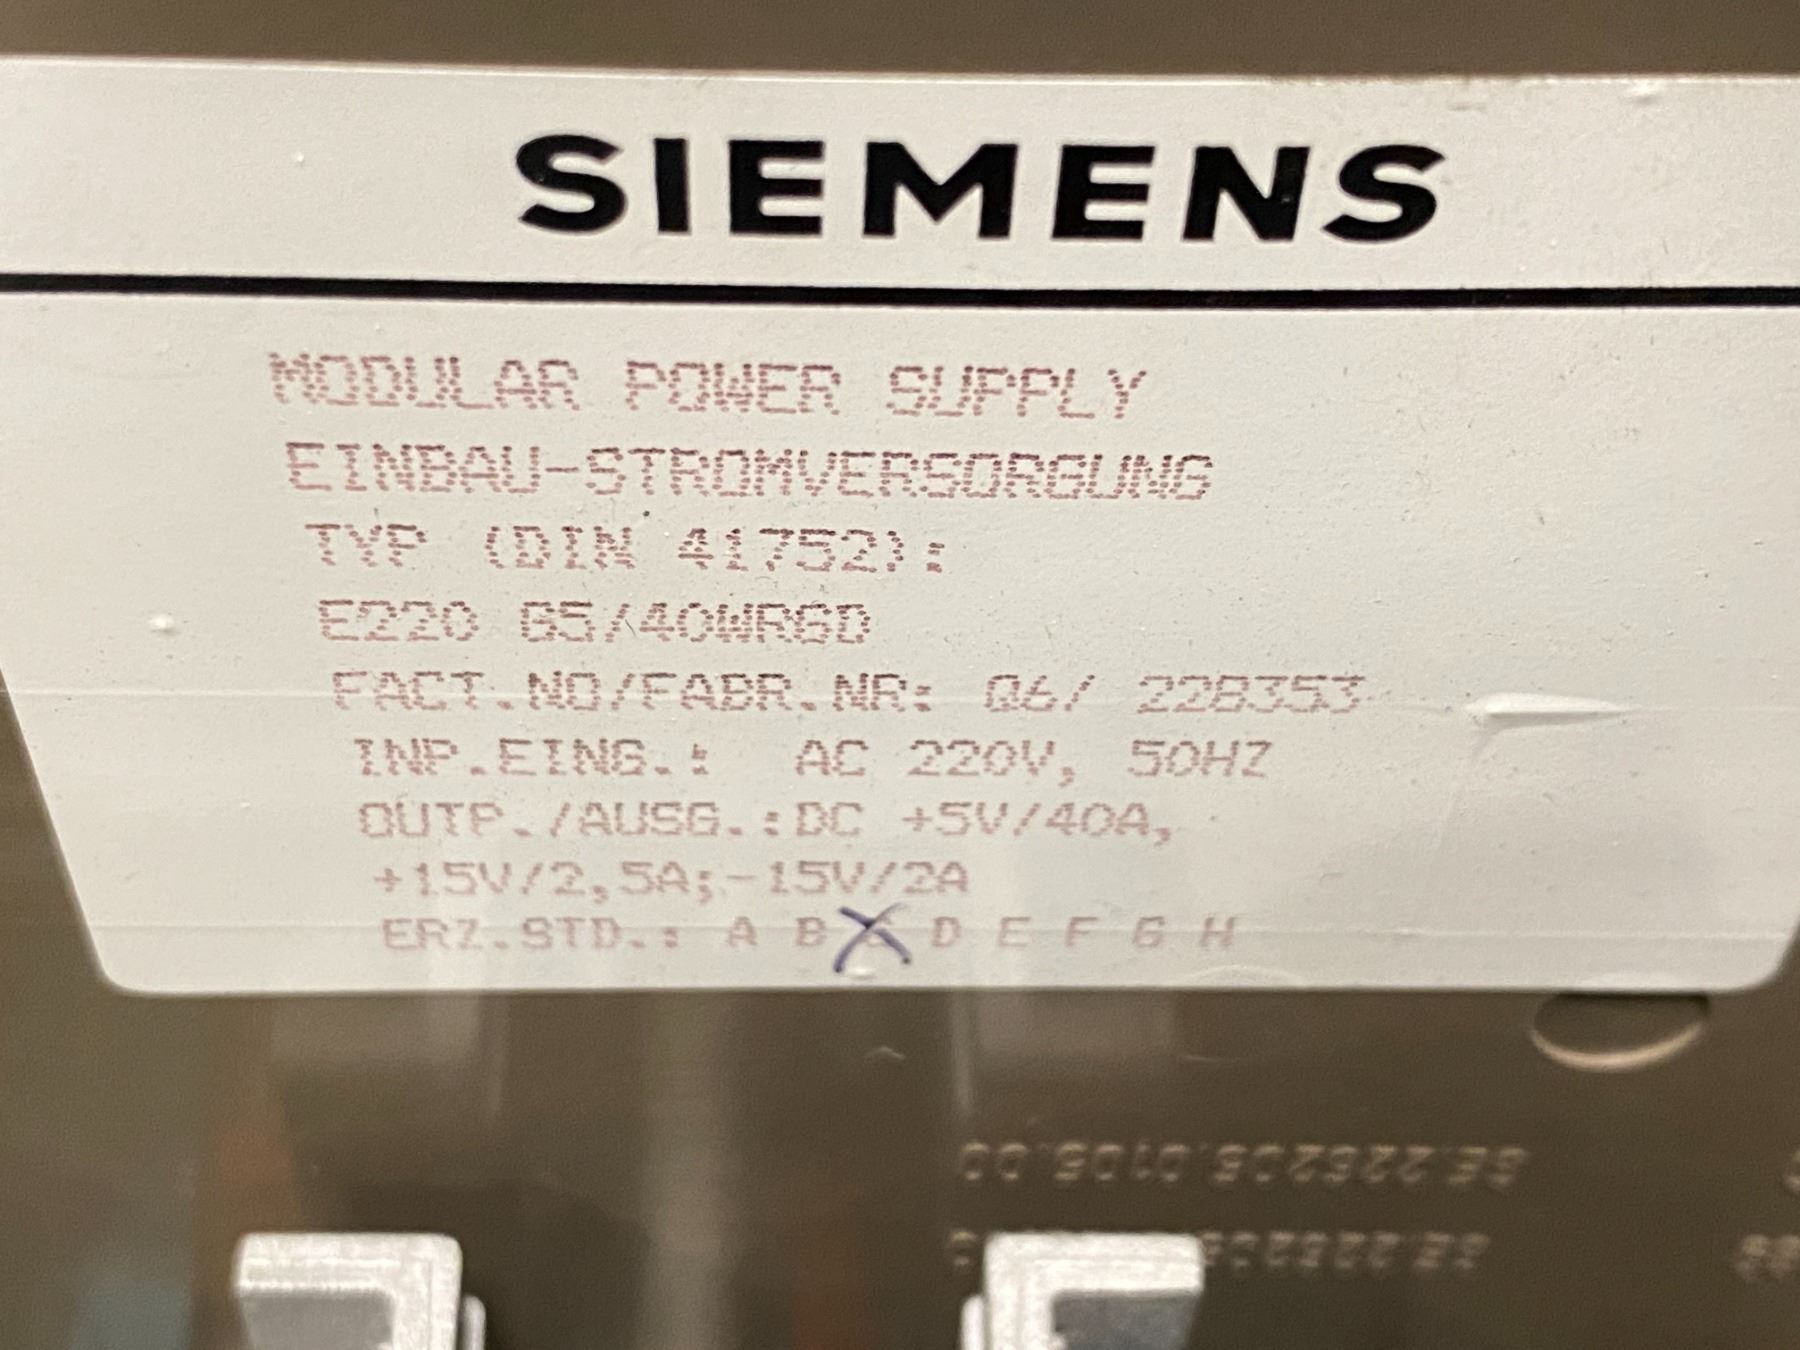 SIEMENS
MODULAR POWER SUPPLY
EINBAU-STROMVERSORGUNG
TYP (DIN 41752):
E220 G5/40WRGD
FACT.NO/FABR.NR: Q6/ 228353
INP.EING.: AC 220V, 50HZ
OUTP./AUSG.:DC +5V/40A,
+15V/2,5A;-15V/2A
ERZ.STD.: A B C D E F G H